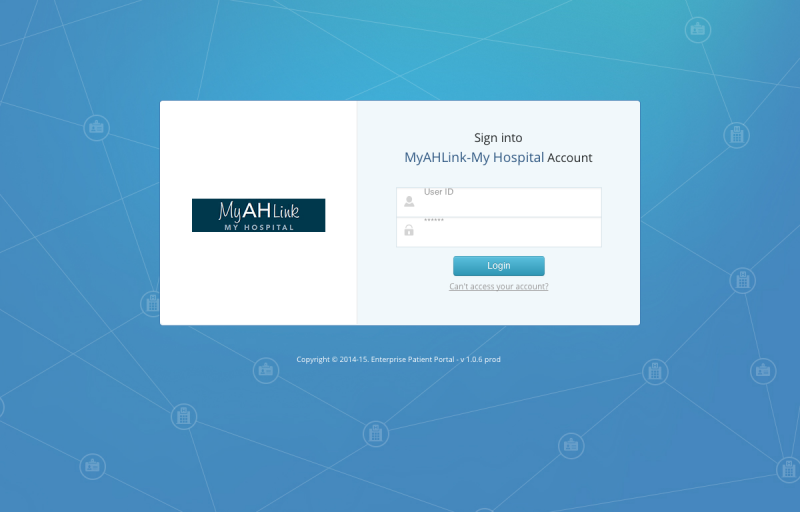 Sign into
MyAHLink-My Hospital Account
MyAHLink
MY HOSPITAL
User ID
••••••
Login
Can't access your account?
Copyright © 2014-15. Enterprise Patient Portal - v 1.0.6 prod